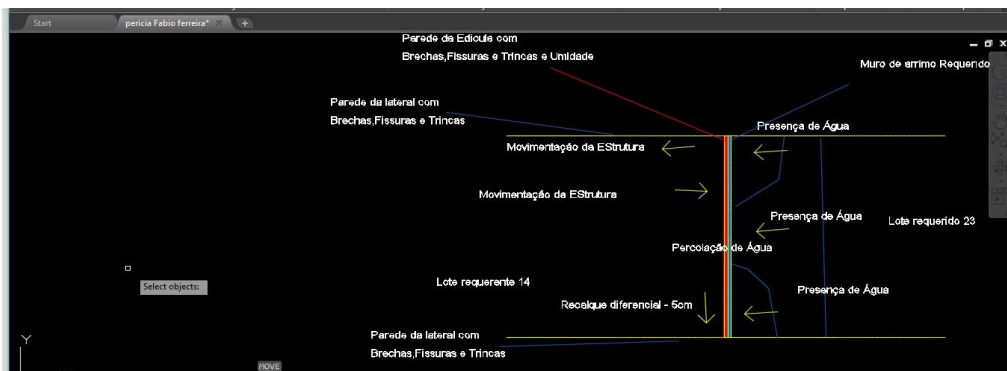 Start
pericia Fabio ferreira*
Parede da Edicula com
Brechas,Fissuras e Trincas e Umidade
Muro de arrimo Requerido
Parede da lateral com
Brechas,Fissuras e Trincas
Presença de Água
Movimentação da EStrutura
Movimentação da EStrutura
Presença de Água
Lote requerido 23
Percolação de Água
Lote requerente 14
Select objects:
Presença de Água
Recalque diferencial - 5cm
Parede da lateral com
Brechas,Fissuras e Trincas
Y
MOVE